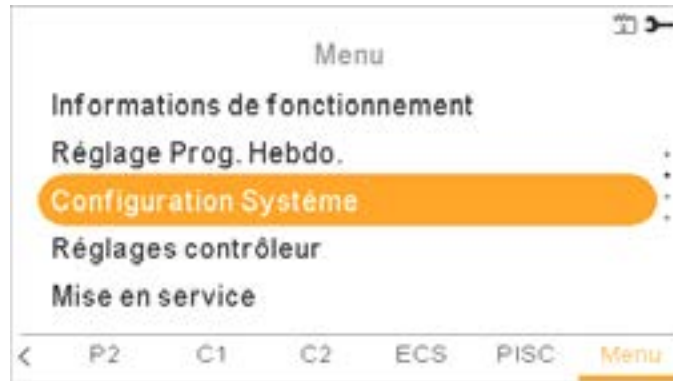 Menu
Informations de fonctionnement
Réglage Prog. Hebdo.
Configuration Système
Réglages contrôleur
Mise en service
< P2 C1 C2 ECS PISC Menu